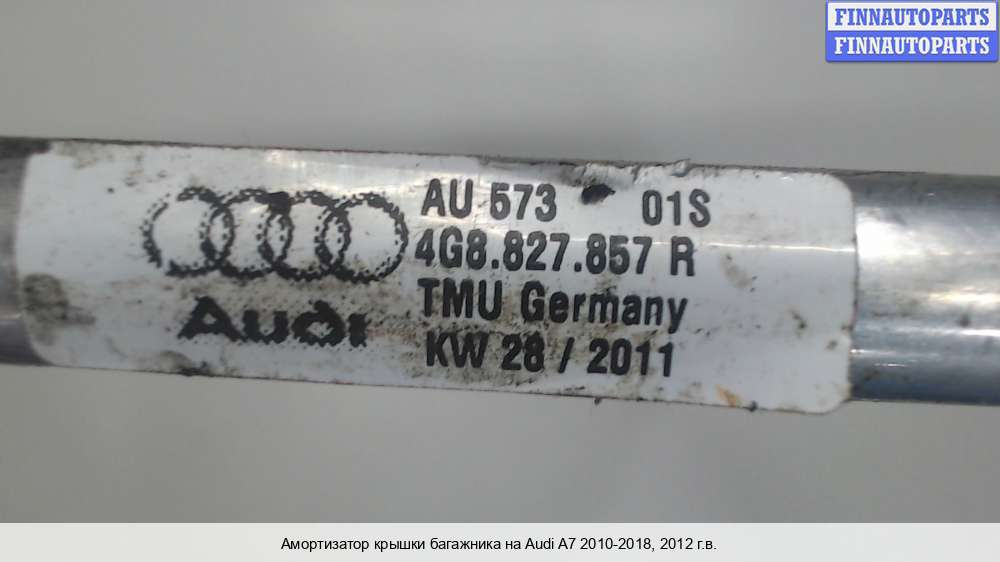 FINNAUTOPARTS
FINNAUTOPARTS
AU 573 01S
4G8.827.857 R
TMU Germany
KW 28 / 2011
Audi
Амортизатор крышки багажника на Audi A7 2010-2018, 2012 г.в.